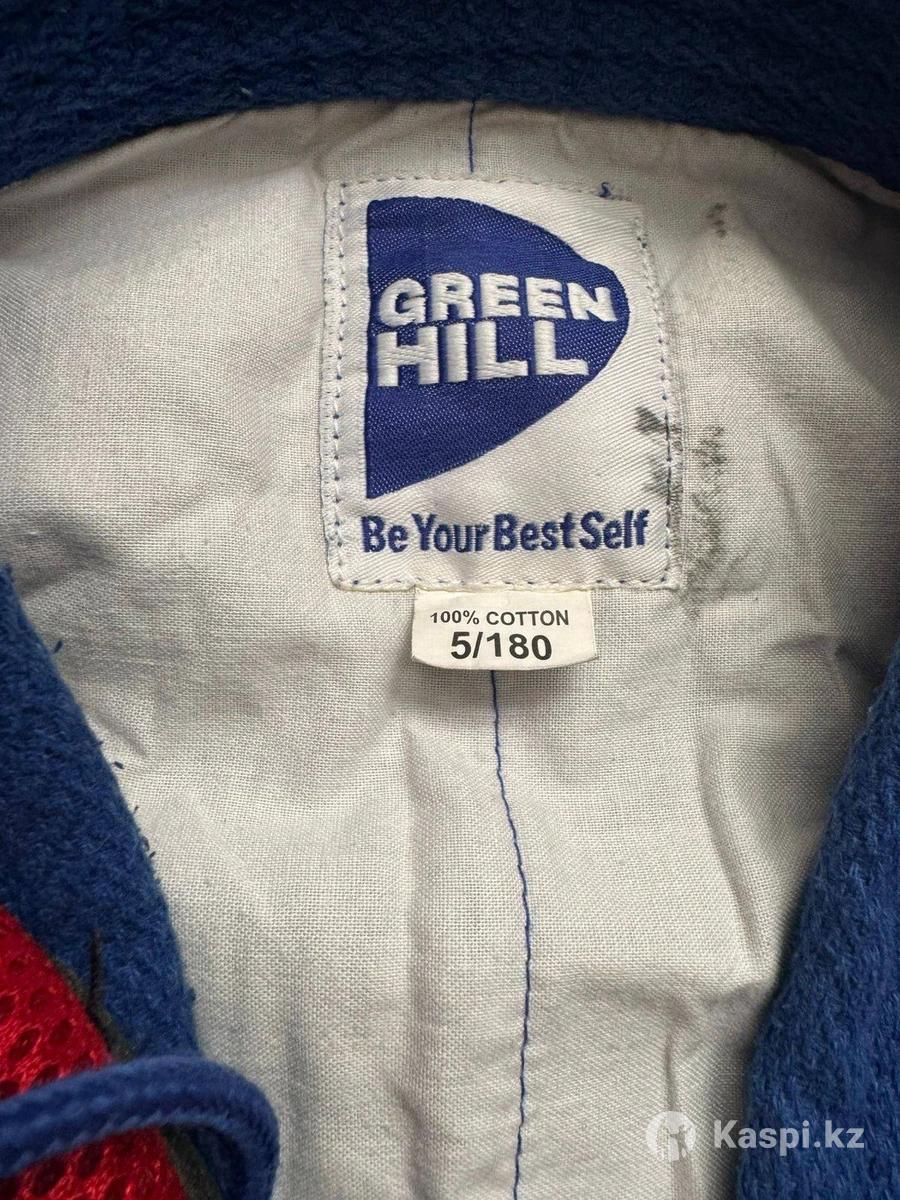 GREEN
HILL
Be Your Best Self
100% COTTON
5/180
Kaspi.kz